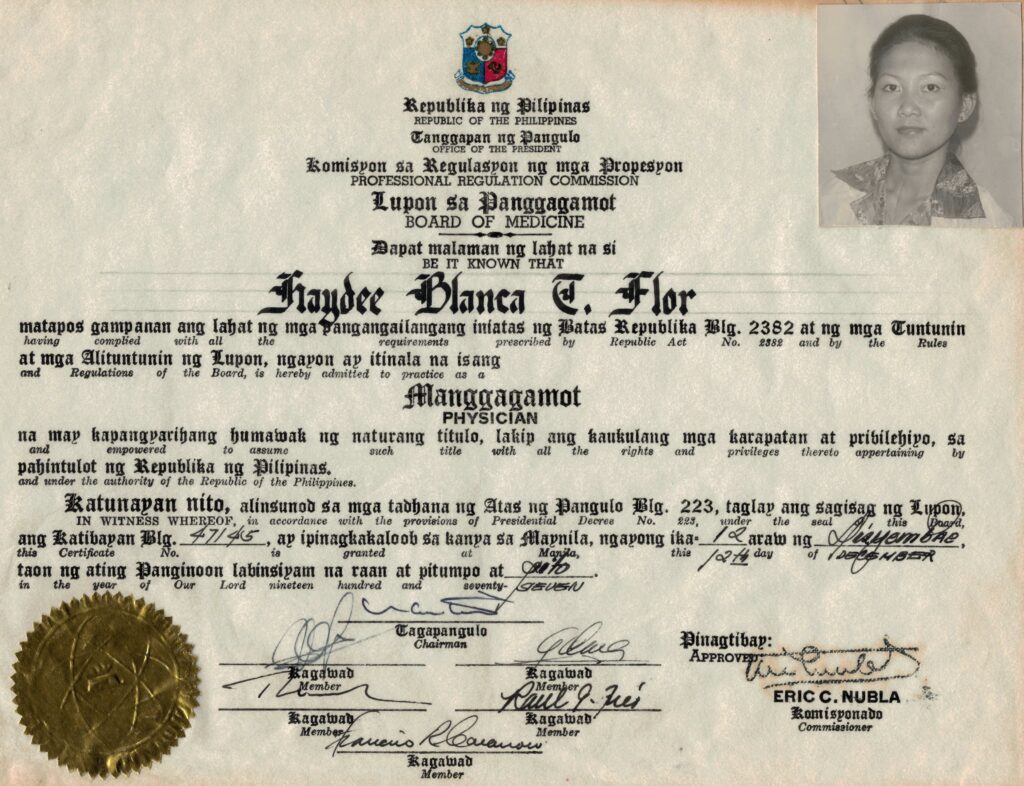 Republika ng Pilipinas
REPUBLIC OF THE PHILIPPINES
Tanggapan ng Pangulo
OFFICE OF THE PRESIDENT
Komisyon sa Regulasyon ng mga Propesyon
PROFESSIONAL REGULATION COMMISSION
Lupon sa Panggagamot
BOARD OF MEDICINE
Dapat malaman ng lahat na si
BE IT KNOWN THAT
Haydee Blanca T. Flor
matapos gampanan ang lahat ng mga pangangailangang iniatas ng Batas Republika Blg. 2382 at ng mga Tuntunin
having complied with all the requirements prescribed by Republic Act No. 2382 and by the Rules
at mga Alituntunin ng Lupon, ngayon ay itinala na isang
and Regulations of the Board, is hereby admitted to practice as a
Manggagamot
PHYSICIAN
na may kapangyarihang humawak ng naturang titulo, lakip ang kaukulang mga karapatan at pribilehiyo, sa
and empowered to assume such title with all the rights and privileges thereto appertaining by
pahintulot ng Republika ng Pilipinas.
and under the authority of the Republic of the Philippines.
Katunayan nito, alinsunod sa mga tadhana ng Atas ng Pangulo Blg. 223, taglay ang sagisag ng Lupon,
IN WITNESS WHEREOF, in accordance with the provisions of Presidential Decree No. 223, under the seal of this Board,
ang Katibayan Blg. 47145, ay ipinagkakaloob sa kanya sa Maynila, ngayong ika- 12 araw ng Disyembre,
this Certificate No. is granted at Manila, this 12th day of DECEMBER
taon ng ating Panginoon labinsiyam na raan at pitumpo at pito.
in the year of Our Lord nineteen hundred and seventy- SEVEN
Tagapangulo
Chairman
Kagawad
Member
Kagawad
Member
Pinagtibay:
APPROVED:
ERIC C. NUBLA
Komisyonado
Commissioner
Kagawad
Member
Raul J. Fres
Kagawad
Member
Kagawad
Member